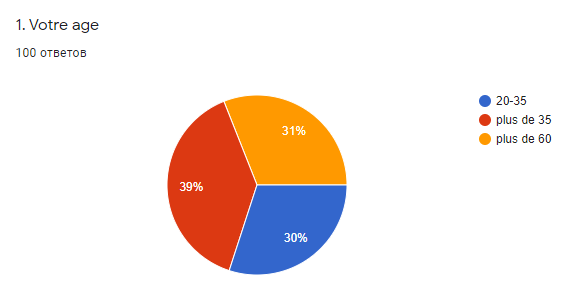 1. Votre age
100 ответов
20-35
plus de 35
plus de 60
31%
39%
30%